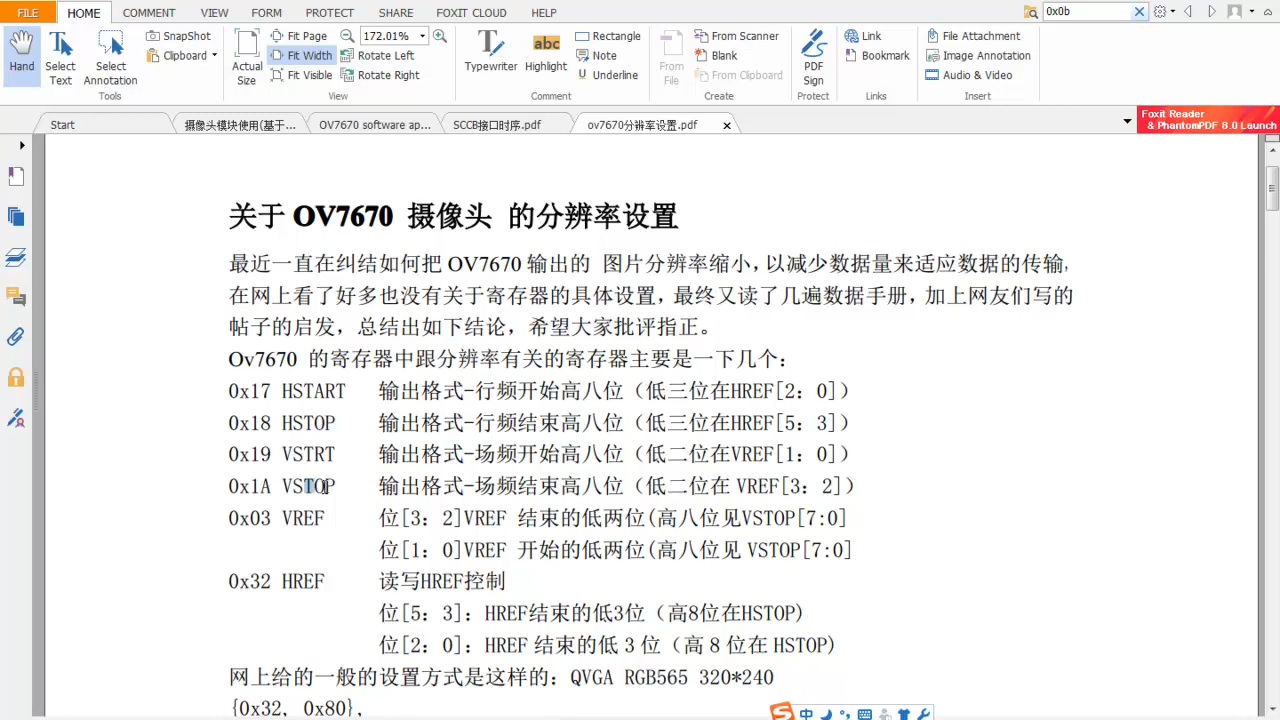 FILE HOME COMMENT VIEW FORM PROTECT SHARE FOXIT CLOUD HELP 0x0b
SnapShot Fit Page 172.01% Rectangle From Scanner Link File Attachment
Clipboard Fit Width Rotate Left Note Blank Bookmark Image Annotation
Hand Select Text Select Annotation Actual Size Fit Visible Rotate Right Typewriter Highlight Underline From File From Clipboard PDF Sign Audio & Video
Tools View Comment Create Protect Links Insert
Start 摄像头模块使用(基于... OV7670 software ap... SCCB接口时序.pdf ov7670分辨率设置.pdf
Foxit Reader
& PhantomPDF 6.0 Launch
关于 OV7670 摄像头 的分辨率设置
最近一直在纠结如何把 OV7670 输出的 图片分辨率缩小，以减少数据量来适应数据的传输，
在网上看了好多也没有关于寄存器的具体设置，最终又读了几遍数据手册，加上网友们写的
帖子的启发，总结出如下结论，希望大家批评指正。
Ov7670 的寄存器中跟分辨率有关的寄存器主要是一下几个：
0x17 HSTART 输出格式-行频开始高八位（低三位在HREF[2：0]）
0x18 HSTOP 输出格式-行频结束高八位（低三位在HREF[5：3]）
0x19 VSTRT 输出格式-场频开始高八位（低二位在VREF[1：0]）
0x1A VSTOP 输出格式-场频结束高八位（低二位在 VREF[3：2]）
0x03 VREF 位[3：2]VREF 结束的低两位(高八位见VSTOP[7:0]
位[1：0]VREF 开始的低两位(高八位见 VSTOP[7:0]
0x32 HREF 读写HREF控制
位[5：3]：HREF结束的低3位（高8位在HSTOP)
位[2：0]：HREF 结束的低 3 位（高 8 位在 HSTOP)
网上给的一般的设置方式是这样的：QVGA RGB565 320*240
{0x32, 0x80},
中